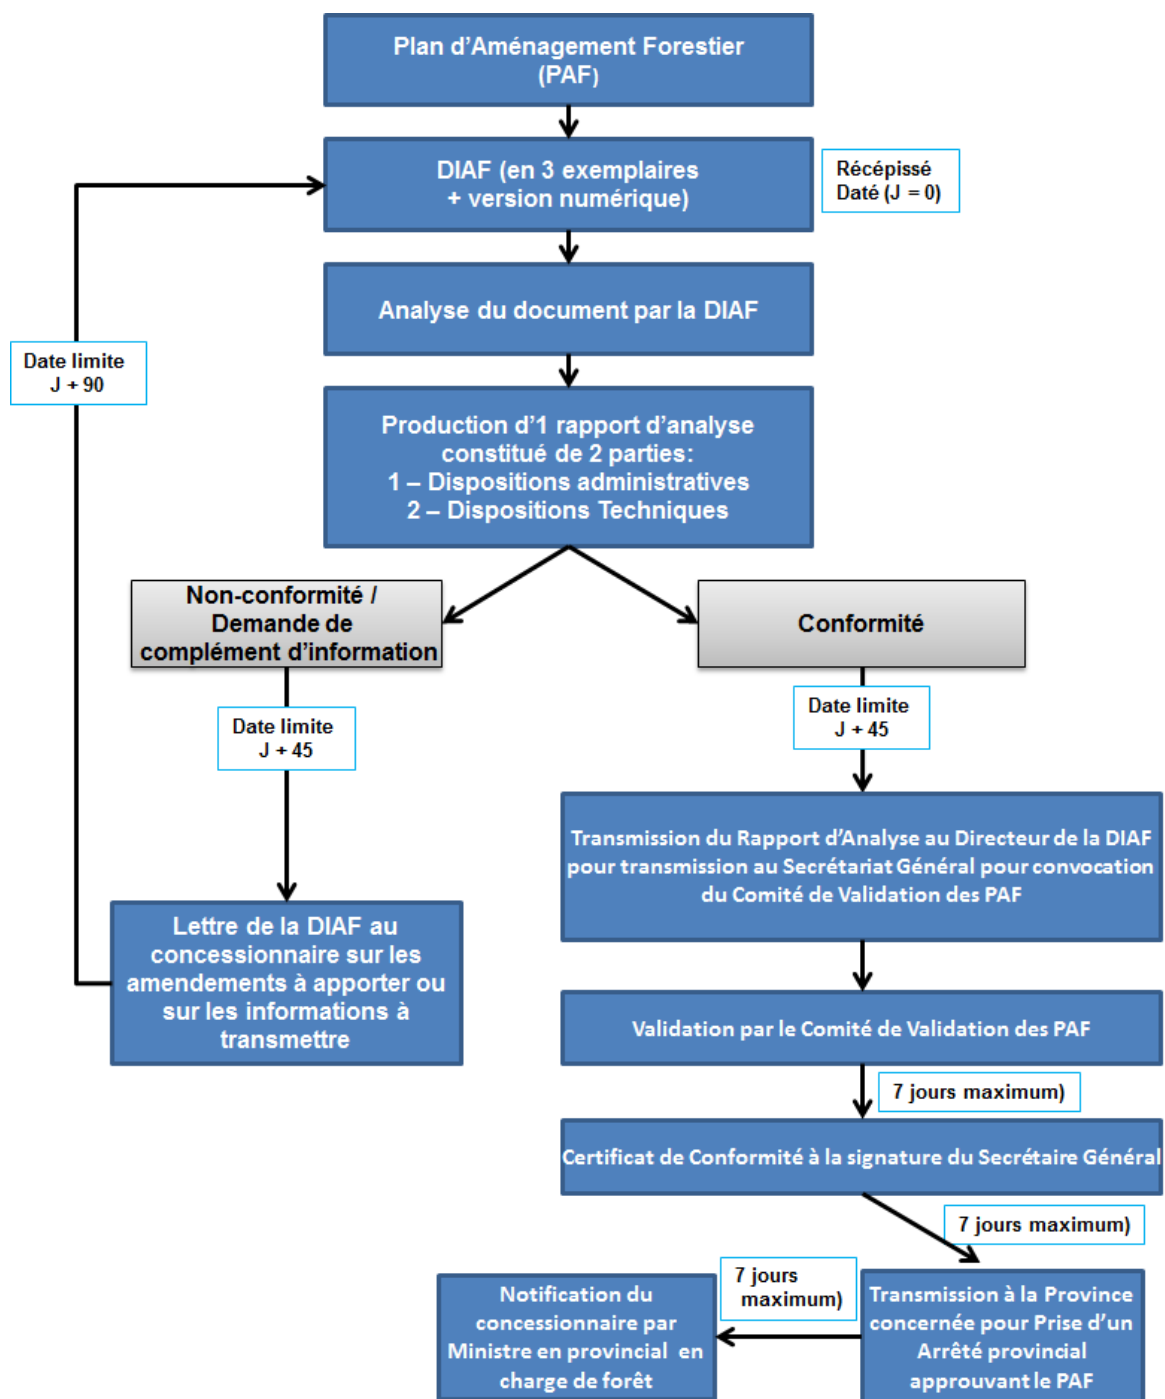 Plan d’Aménagement Forestier
(PAF)
DIAF (en 3 exemplaires
+ version numérique)
Récépissé
Daté (J = 0)
Analyse du document par la DIAF
Date limite
J + 90
Production d’1 rapport d’analyse
constitué de 2 parties:
1 – Dispositions administratives
2 – Dispositions Techniques
Non-conformité /
Demande de
complément d’information
Conformité
Date limite
J + 45
Date limite
J + 45
Transmission du Rapport d’Analyse au Directeur de la DIAF
pour transmission au Secrétariat Général pour convocation
du Comité de Validation des PAF
Lettre de la DIAF au
concessionnaire sur les
amendements à apporter ou
sur les informations à
transmettre
Validation par le Comité de Validation des PAF
7 jours maximum)
Certificat de Conformité à la signature du Secrétaire Général
7 jours maximum)
7 jours
maximum)
Notification du
concessionnaire par
Ministre en provincial en
charge de forêt
Transmission à la Province
concernée pour Prise d’un
Arrêté provincial
approuvant le PAF